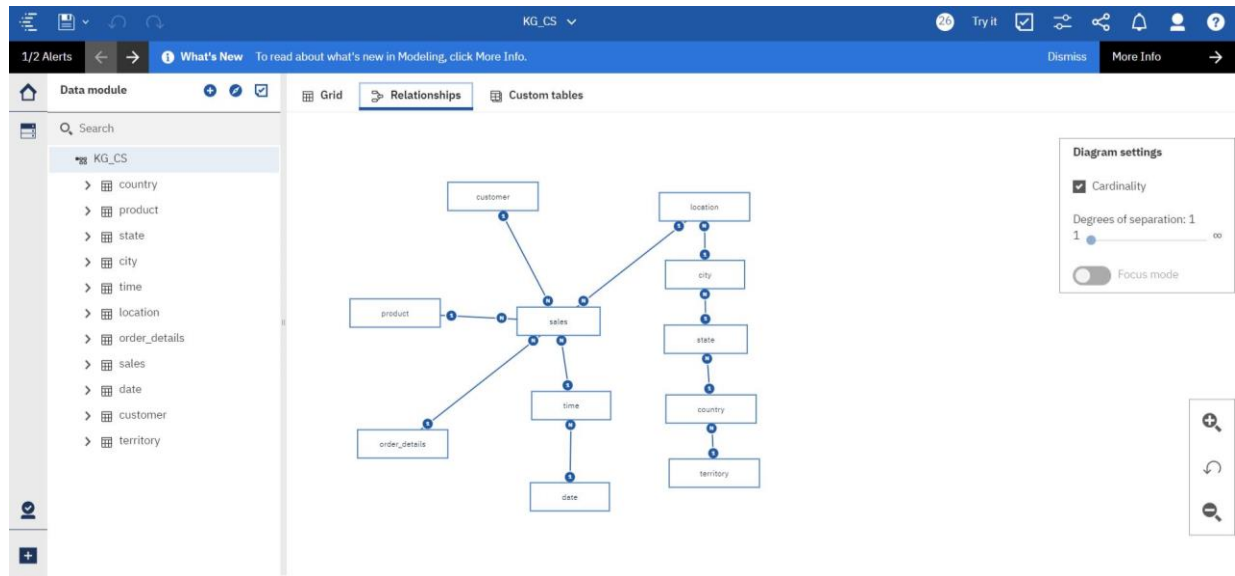 KG_CS
26 Try it
1/2 Alerts
What's New To read about what's new in Modeling, click More Info.
Dismiss
More Info
Data module
Grid
Relationships
Custom tables
Search
KG_CS
country
product
state
city
time
location
order_details
sales
date
customer
territory
customer
location
city
product
sales
state
time
country
order_details
territory
date
Diagram settings
Cardinality
Degrees of separation: 1
1 ∞
Focus mode